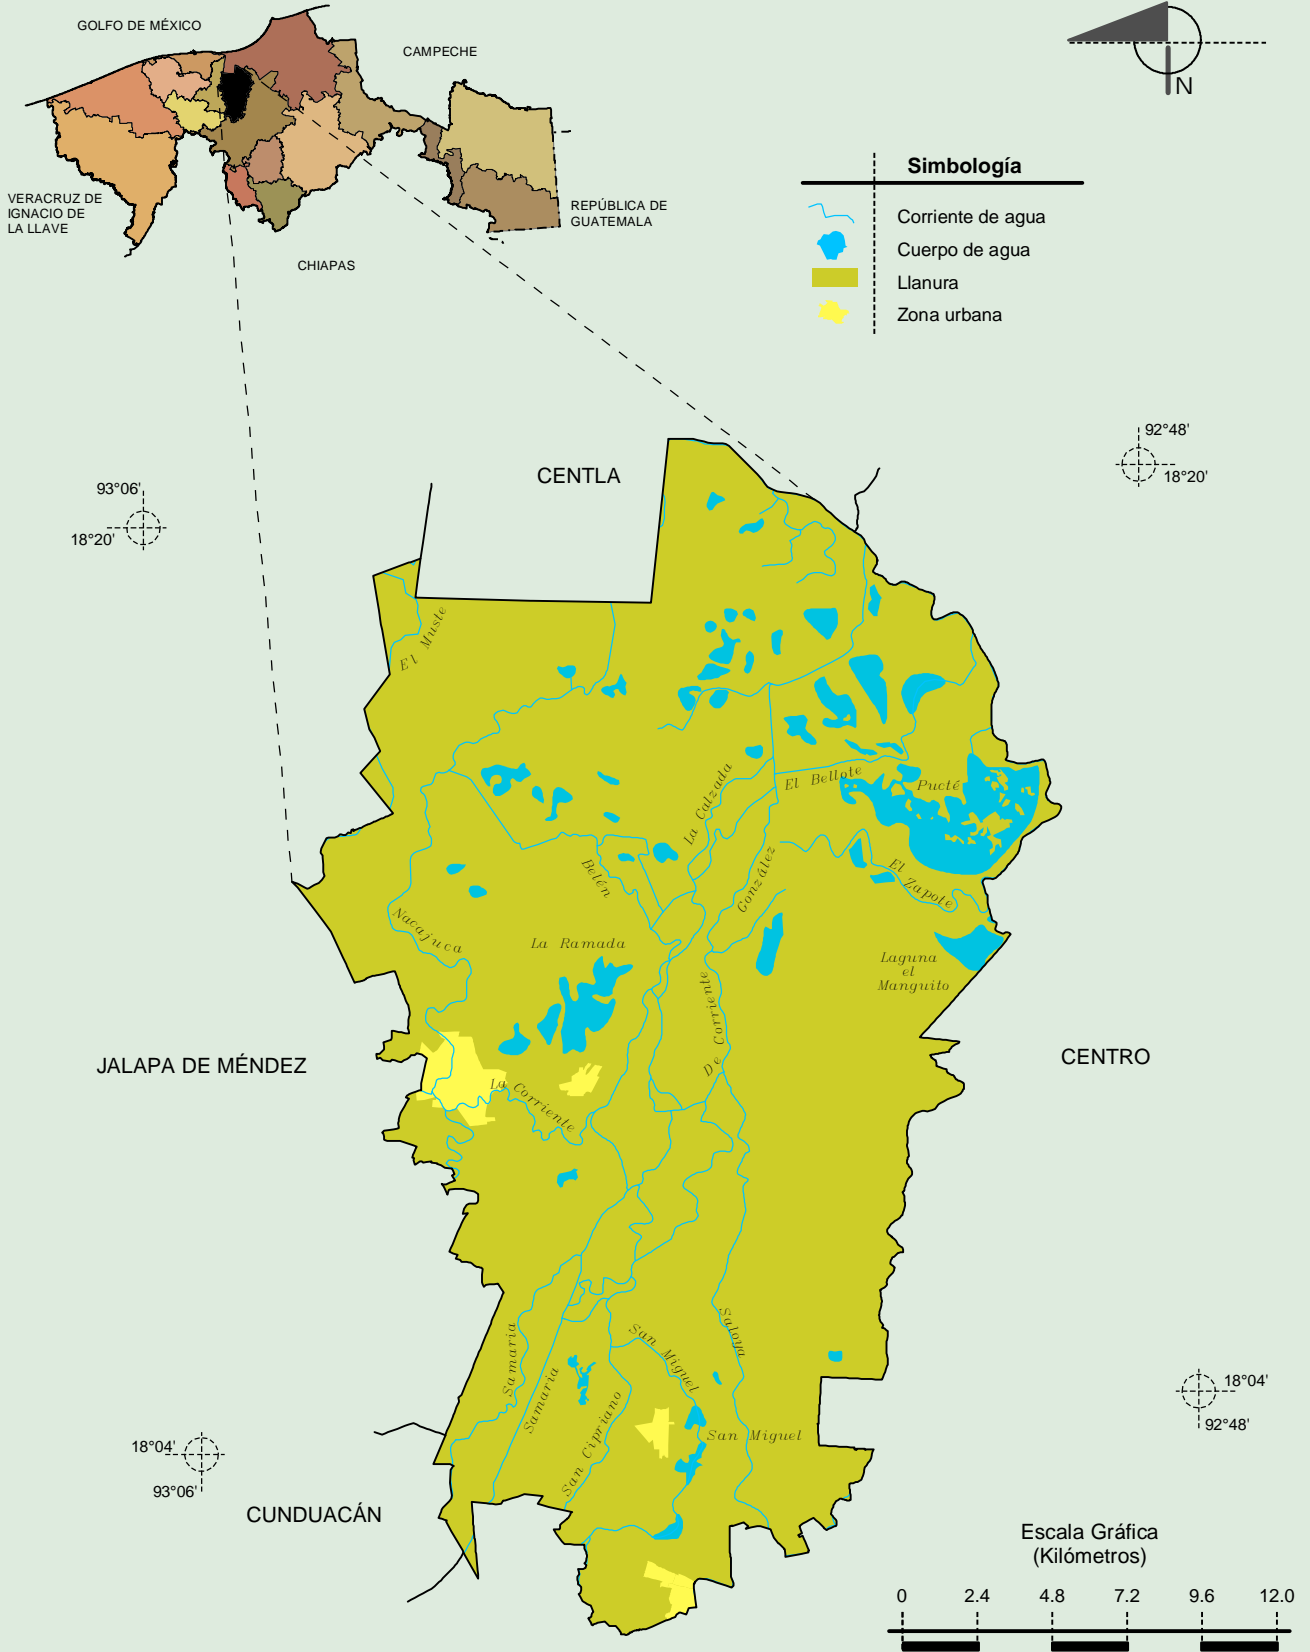 GOLFO DE MÉXICO
CAMPECHE
VERACRUZ DE
IGNACIO DE
LA LLAVE
REPÚBLICA DE
GUATEMALA
CHIAPAS
N
Simbología
Corriente de agua
Cuerpo de agua
Llanura
Zona urbana
92°48'
18°20'
93°06'
18°20'
CENTLA
El Muste
La Calzada
El Bellote
Pucté
Belén
González
El Zapote
Nacajuca
La Ramada
Laguna
el
Manguito
De Corriente
JALAPA DE MÉNDEZ
CENTRO
La Corriente
Samaria
Samaria
San Cipriano
San Miguel
Saloya
San Miguel
18°04'
92°48'
18°04'
93°06'
CUNDUACÁN
Escala Gráfica
(Kilómetros)
0 2.4 4.8 7.2 9.6 12.0